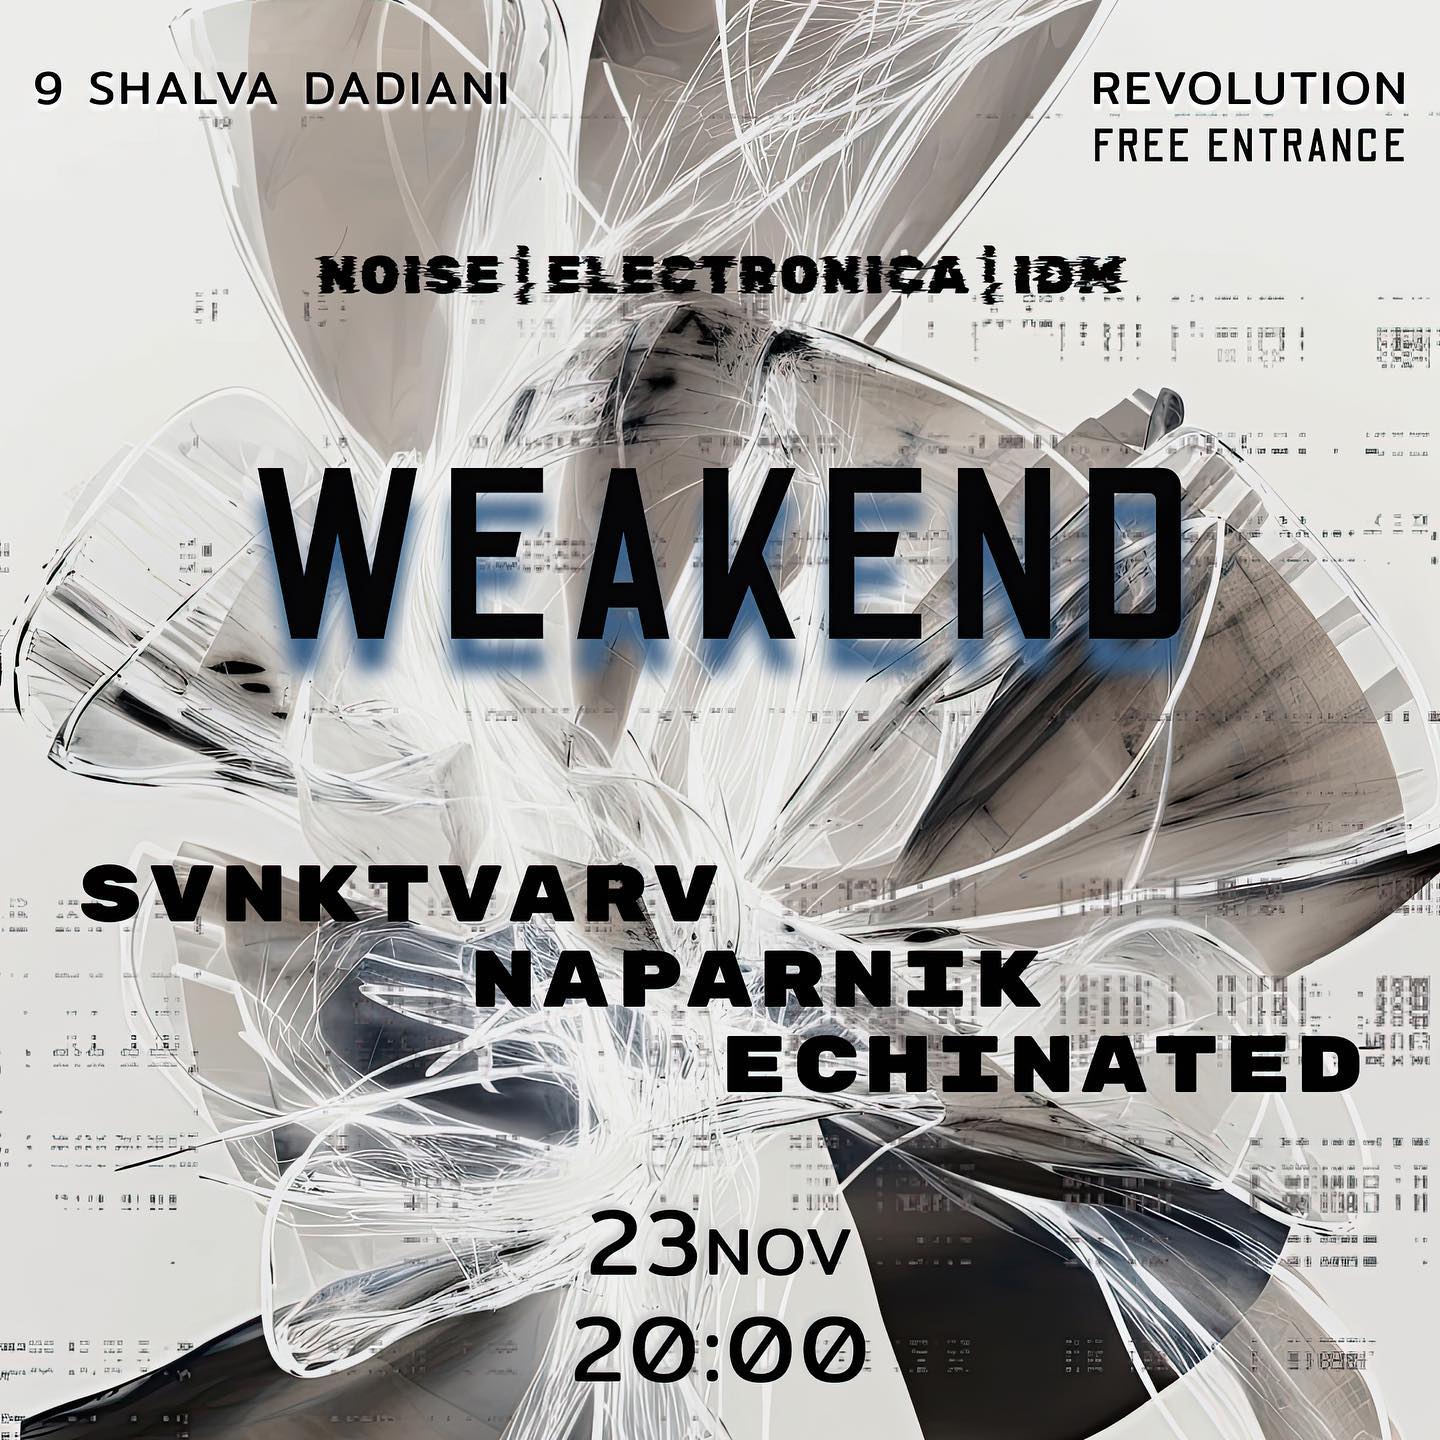 9 SHALVA DADIANI
REVOLUTION
FREE ENTRANCE
NOISE|ELECTRONICA|IDM
WEAKEND
SVNKTVARV
NAPARNIK
ECHINATED
23NOV
20:00